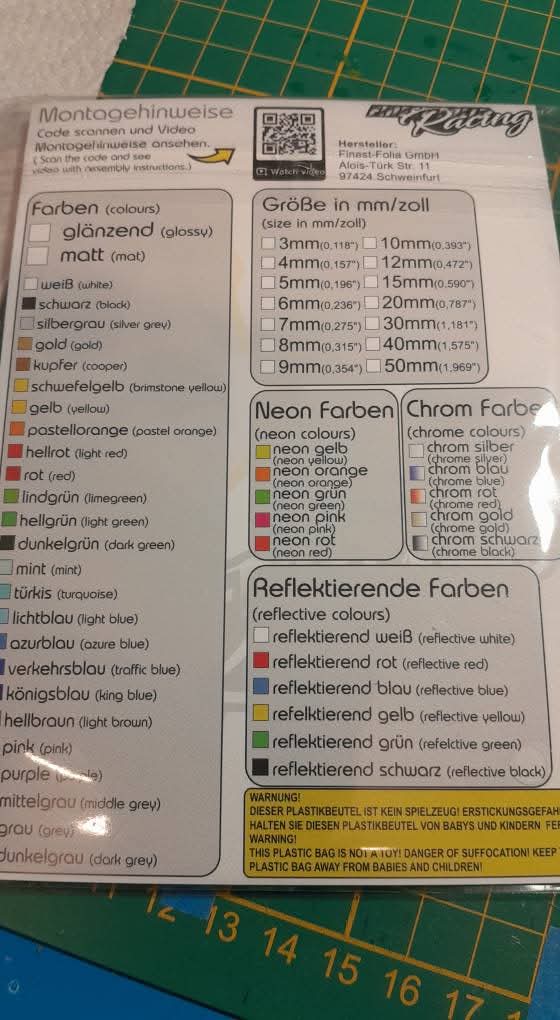 Montagehinweise
Code scannen und Video
Montagehinweise ansehen.
(Scan the code and see
video with assembly instructions.)
Watch video
Racing
Hersteller:
Finest-Folia GmbH
Alois-Türk Str. 11
97424 Schweinfurt
Farben (colours)
glänzend (glossy)
matt (mat)
weiß (white)
schwarz (black)
silbergrau (silver grey)
gold (gold)
kupfer (cooper)
schwefelgelb (brimstone yellow)
gelb (yellow)
pastellorange (pastel orange)
hellrot (light red)
rot (red)
lindgrün (limegreen)
hellgrün (light green)
dunkelgrün (dark green)
mint (mint)
türkis (turquoise)
lichtblau (light blue)
azurblau (azure blue)
verkehrsblau (traffic blue)
königsblau (king blue)
hellbraun (light brown)
pink (pink)
purple (purple)
mittelgrau (middle grey)
grau (grey)
dunkelgrau (dark grey)
Größe in mm/zoll
(size in mm/zoll)
3mm(0,118") 10mm(0,393")
4mm(0,157") 12mm(0,472")
5mm(0,196") 15mm(0,590")
6mm(0,236") 20mm(0,787")
7mm(0,275") 30mm(1,181")
8mm(0,315") 40mm(1,575")
9mm(0,354") 50mm(1,969")
Neon Farben
(neon colours)
neon gelb
(neon yellow)
neon orange
(neon orange)
neon grün
(neon green)
neon pink
(neon pink)
neon rot
(neon red)
Chrom Farbe
(chrome colours)
chrom silber
(chrome silver)
chrom blau
(chrome blue)
chrom rot
(chrome red)
chrom gold
(chrome gold)
chrom schwarz
(chrome black)
Reflektierende Farben
(reflective colours)
reflektierend weiß (reflective white)
reflektierend rot (reflective red)
reflektierend blau (reflective blue)
refelktierend gelb (reflective yellow)
reflektierend grün (refelctive green)
reflektierend schwarz (reflective black)
WARNUNG!
DIESER PLASTIKBEUTEL IST KEIN SPIELZEUG! ERSTICKUNGSGEFAH
HALTEN SIE DIESEN PLASTIKBEUTEL VON BABYS UND KINDERN FER
WARNING!
THIS PLASTIC BAG IS NOT A TOY! DANGER OF SUFFOCATION! KEEP
PLASTIC BAG AWAY FROM BABIES AND CHILDREN!
12 13 14 15 16 17